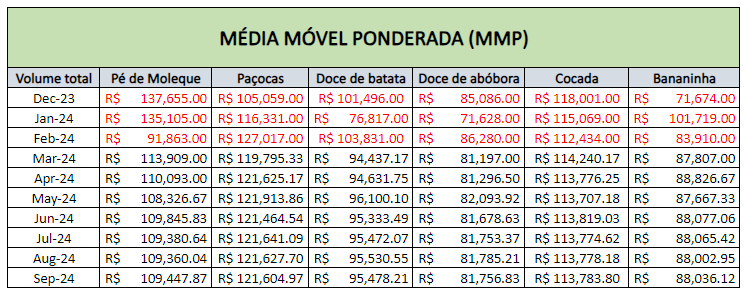 MÉDIA MÓVEL PONDERADA (MMP)
Volume total Pé de Moleque Paçocas Doce de batata Doce de abóbora Cocada Bananinha
Dec-23 R$ 137,655.00 R$ 105,059.00 R$ 101,496.00 R$ 85,086.00 R$ 118,001.00 R$ 71,674.00
Jan-24 R$ 135,105.00 R$ 116,331.00 R$ 76,817.00 R$ 71,628.00 R$ 115,069.00 R$ 101,719.00
Feb-24 R$ 91,863.00 R$ 127,017.00 R$ 103,831.00 R$ 86,280.00 R$ 112,434.00 R$ 83,910.00
Mar-24 R$ 113,909.00 R$ 119,795.33 R$ 94,437.17 R$ 81,197.00 R$ 114,240.17 R$ 87,807.00
Apr-24 R$ 110,093.00 R$ 121,625.17 R$ 94,631.75 R$ 81,296.50 R$ 113,776.25 R$ 88,826.67
May-24 R$ 108,326.67 R$ 121,913.86 R$ 96,100.10 R$ 82,093.92 R$ 113,707.18 R$ 87,667.33
Jun-24 R$ 109,845.83 R$ 121,464.54 R$ 95,333.49 R$ 81,678.63 R$ 113,819.03 R$ 88,077.06
Jul-24 R$ 109,380.64 R$ 121,641.09 R$ 95,472.07 R$ 81,753.37 R$ 113,774.62 R$ 88,065.42
Aug-24 R$ 109,360.04 R$ 121,627.70 R$ 95,530.55 R$ 81,785.21 R$ 113,778.18 R$ 88,002.95
Sep-24 R$ 109,447.87 R$ 121,604.97 R$ 95,478.21 R$ 81,756.83 R$ 113,783.80 R$ 88,036.12